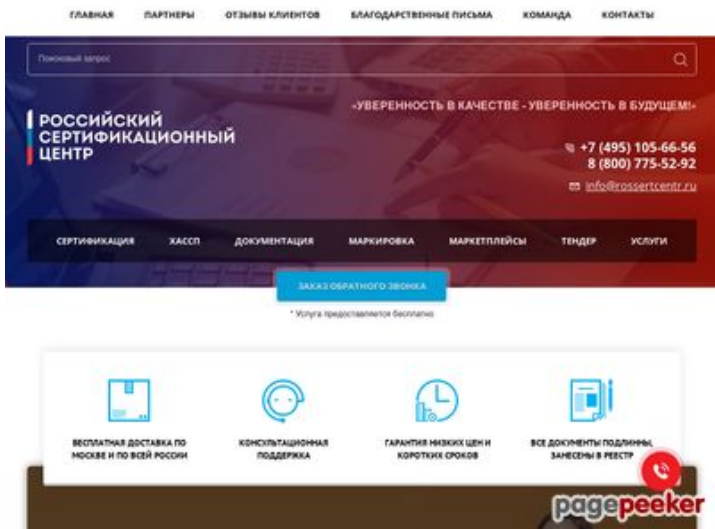 ГЛАВНАЯ ПАРТНЕРЫ ОТЗЫВЫ КЛИЕНТОВ БЛАГОДАРСТВЕННЫЕ ПИСЬМА КОМАНДА КОНТАКТЫ
Поисковый запрос
«УВЕРЕННОСТЬ В КАЧЕСТВЕ - УВЕРЕННОСТЬ В БУДУЩЕМ!»
РОССИЙСКИЙ
СЕРТИФИКАЦИОННЫЙ
ЦЕНТР
+7 (495) 105-66-56
8 (800) 775-52-92
info@rossertcentr.ru
СЕРТИФИКАЦИЯ ХАССП ДОКУМЕНТАЦИЯ МАРКИРОВКА МАРКЕТПЛЕЙСЫ ТЕНДЕР УСЛУГИ
ЗАКАЗ ОБРАТНОГО ЗВОНКА
* Услуга предоставляется бесплатно
БЕСПЛАТНАЯ ДОСТАВКА ПО
МОСКВЕ И ПО ВСЕЙ РОССИИ
КОНСУЛЬТАЦИОННАЯ
ПОДДЕРЖКА
ГАРАНТИЯ НИЗКИХ ЦЕН И
КОРОТКИХ СРОКОВ
ВСЕ ДОКУМЕНТЫ ПОДЛИННЫ,
ЗАНЕСЕНЫ В РЕЕСТР
pagepeeker